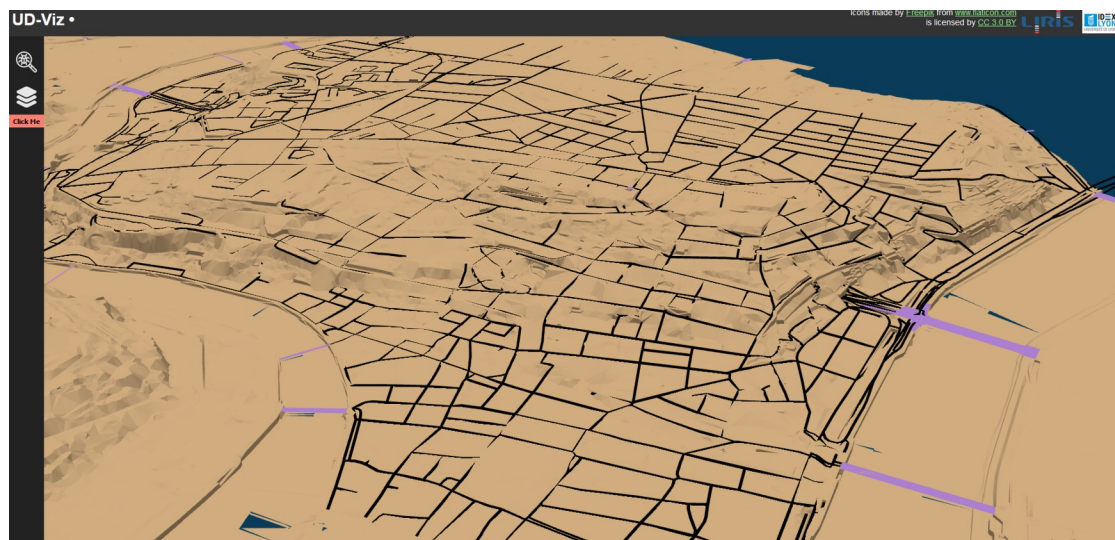 UD-Viz •
Icons made by Freepik from www.flaticon.com
is licensed by CC 3.0 BY
LIRIS
IDEX
LYON
Click Me